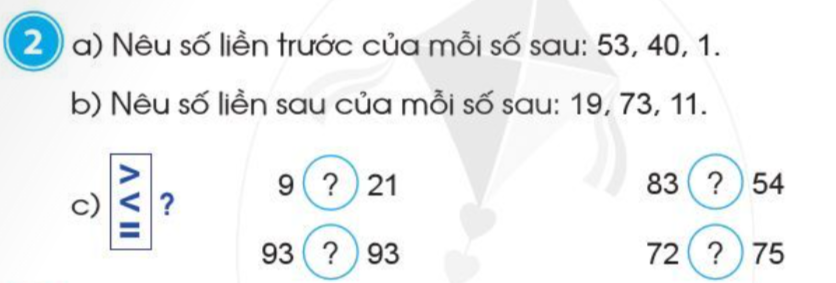 2 a) Nêu số liền trước của mỗi số sau: 53, 40, 1.
b) Nêu số liền sau của mỗi số sau: 19, 73, 11.
c) > < = ? 9 ? 21 83 ? 54
93 ? 93 72 ? 75